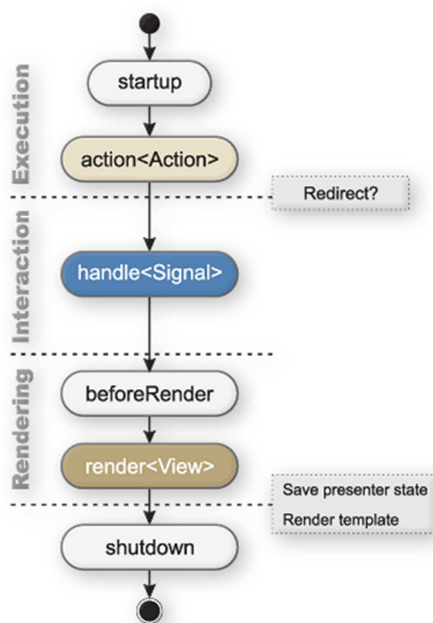 Execution
startup
action<Action>
Redirect?
Interaction
handle<Signal>
Rendering
beforeRender
render<View>
Save presenter state
Render template
shutdown